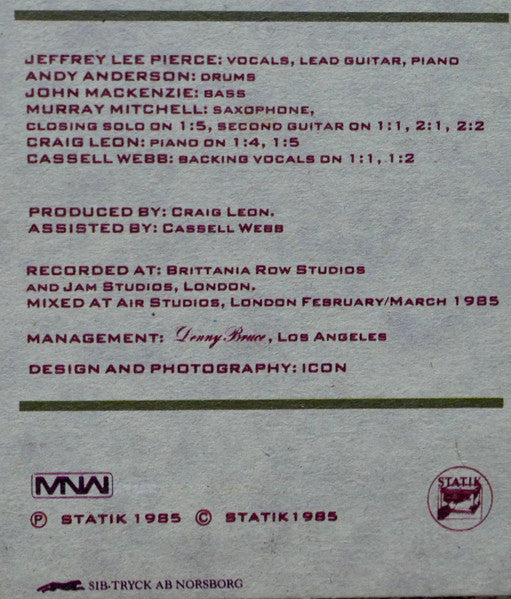 JEFFREY LEE PIERCE: VOCALS, LEAD GUITAR, PIANO
ANDY ANDERSON: DRUMS
JOHN MACKENZIE: BASS
MURRAY MITCHELL: SAXOPHONE,
CLOSING SOLO ON 1:5, SECOND GUITAR ON 1:1, 2:1, 2:2
CRAIG LEON: PIANO ON 1:4, 1:5
CASSELL WEBB: BACKING VOCALS ON 1:1, 1:2
PRODUCED BY: CRAIG LEON.
ASSISTED BY: CASSELL WEBB
RECORDED AT: BRITTANIA ROW STUDIOS
AND JAM STUDIOS, LONDON.
MIXED AT AIR STUDIOS, LONDON FEBRUARY/MARCH 1985
MANAGEMENT: Denny Bruce, LOS ANGELES
DESIGN AND PHOTOGRAPHY: ICON
MNW
STATIK
Ⓟ STATIK 1985 © STATIK 1985
SIB-TRYCK AB NORSBORG